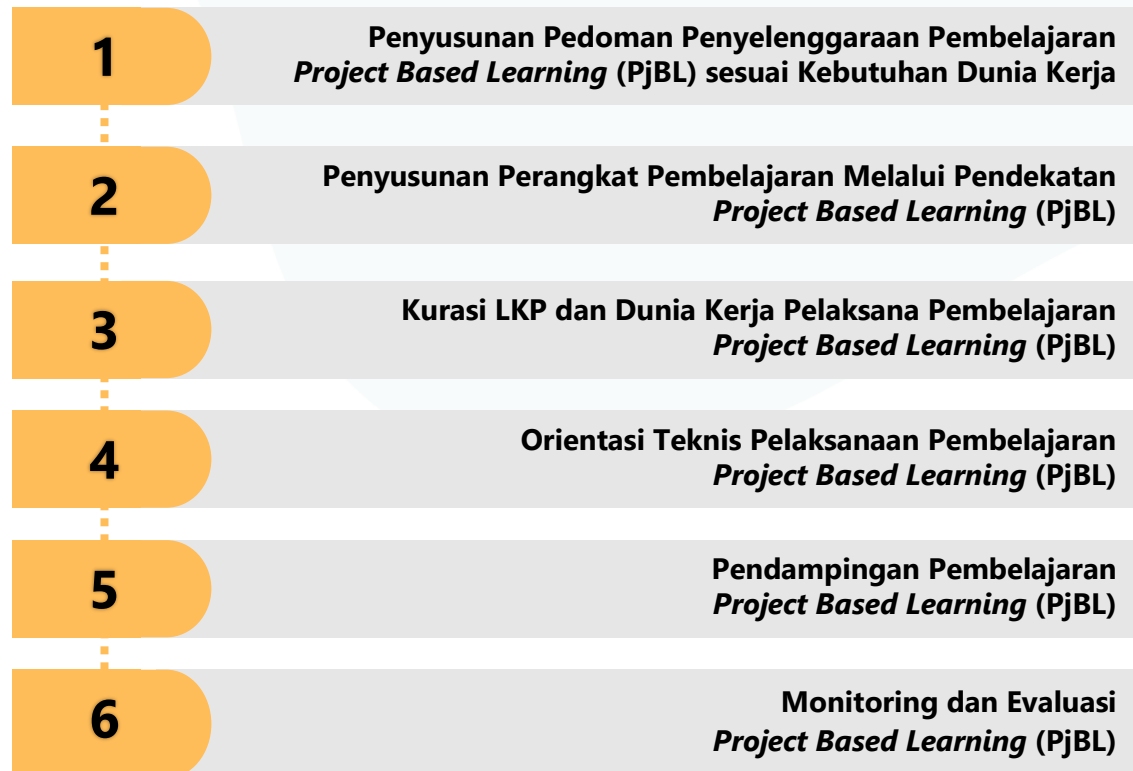 1
Penyusunan Pedoman Penyelenggaraan Pembelajaran
Project Based Learning (PjBL) sesuai Kebutuhan Dunia Kerja
2
Penyusunan Perangkat Pembelajaran Melalui Pendekatan
Project Based Learning (PjBL)
3
Kurasi LKP dan Dunia Kerja Pelaksana Pembelajaran
Project Based Learning (PjBL)
4
Orientasi Teknis Pelaksanaan Pembelajaran
Project Based Learning (PjBL)
5
Pendampingan Pembelajaran
Project Based Learning (PjBL)
6
Monitoring dan Evaluasi
Project Based Learning (PjBL)